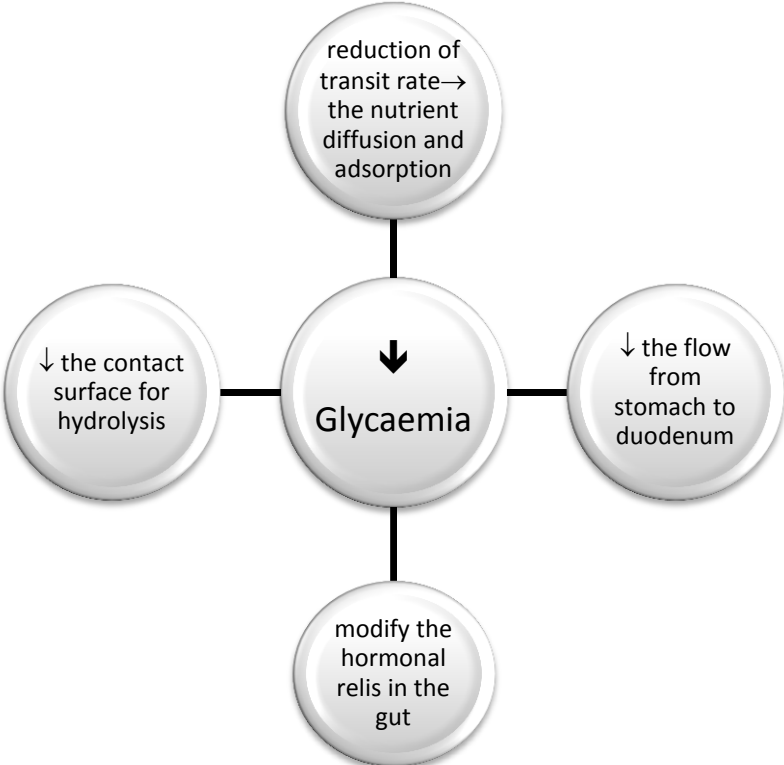 reduction of
transit rate→
the nutrient
diffusion and
adsorption
↓ the contact
surface for
hydrolysis
↓
Glycaemia
↓ the flow
from
stomach to
duodenum
modify the
hormonal
relis in the
gut